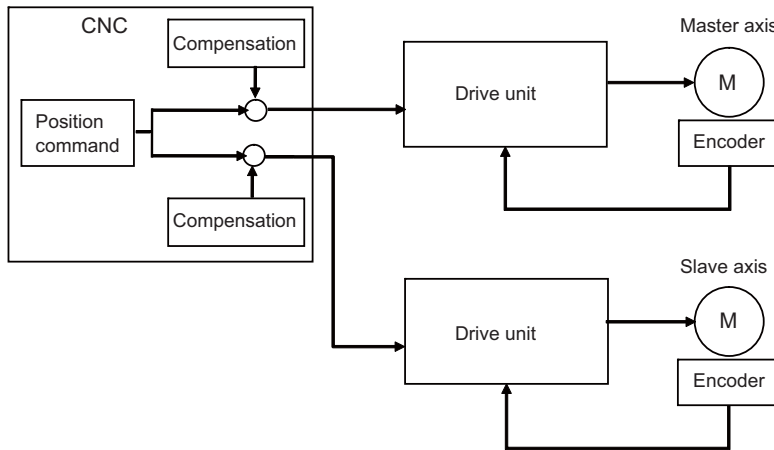 CNC
Compensation
Position
command
Compensation
Drive unit
Master axis
M
Encoder
Drive unit
Slave axis
M
Encoder